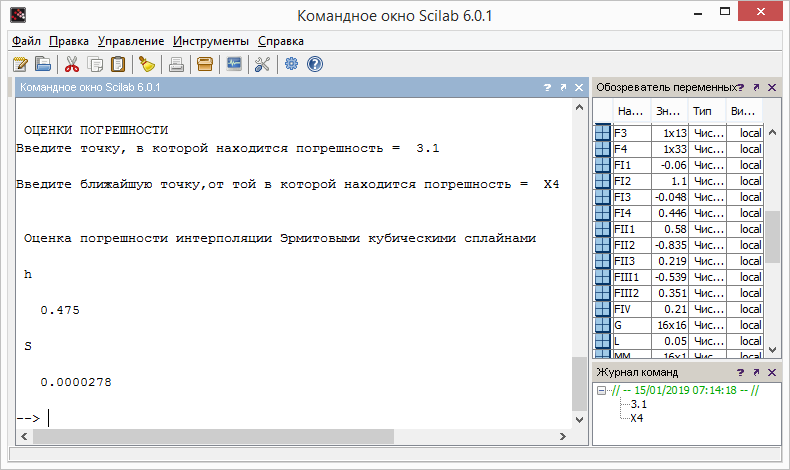 Командное окно Scilab 6.0.1
Файл Правка Управление Инструменты Справка
Командное окно Scilab 6.0.1
ОЦЕНКИ ПОГРЕШНОСТИ
Введите точку, в которой находится погрешность = 3.1
Введите ближайшую точку,от той в которой находится погрешность = X4
Оценка погрешности интерполяции Эрмитовыми кубическими сплайнами
h
0.475
S
0.0000278
-->
Обозреватель переменных
На... Зн... Тип Ви...
F3 1x13 Чис... local
F4 1x33 Чис... local
FI1 -0.06 Чис... local
FI2 1.1 Чис... local
FI3 -0.048 Чис... local
FI4 0.446 Чис... local
FII1 0.58 Чис... local
FII2 -0.835 Чис... local
FII3 0.219 Чис... local
FIII1 -0.539 Чис... local
FIII2 0.351 Чис... local
FIV 0.21 Чис... local
G 16x16 Чис... local
L 0.05 Чис... local
MM 16x1 Чис... local
Журнал команд
// -- 15/01/2019 07:14:18 -- //
3.1
X4